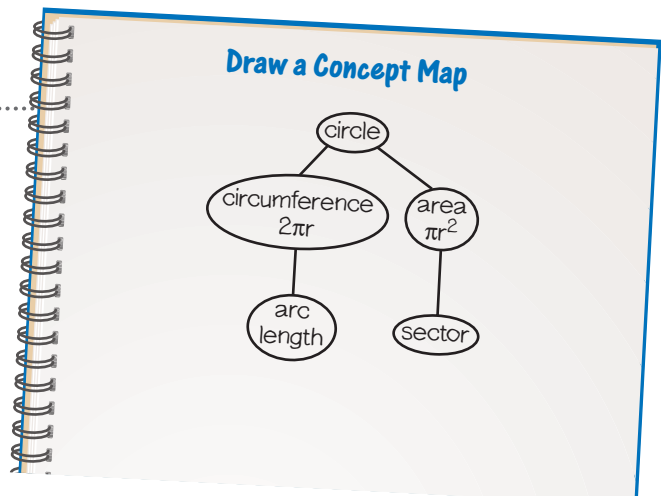 Draw a Concept Map
circle
circumference
2πr
area
πr²
arc
length
sector